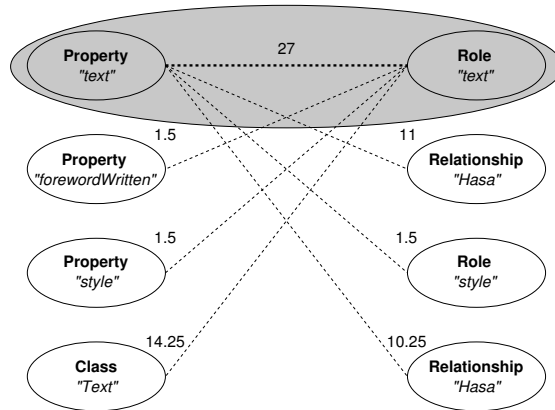 27
Property
"text"
Role
"text"
1.5
11
Property
"forewordWritten"
Relationship
"Hasa"
1.5
1.5
Property
"style"
Role
"style"
14.25
10.25
Class
"Text"
Relationship
"Hasa"